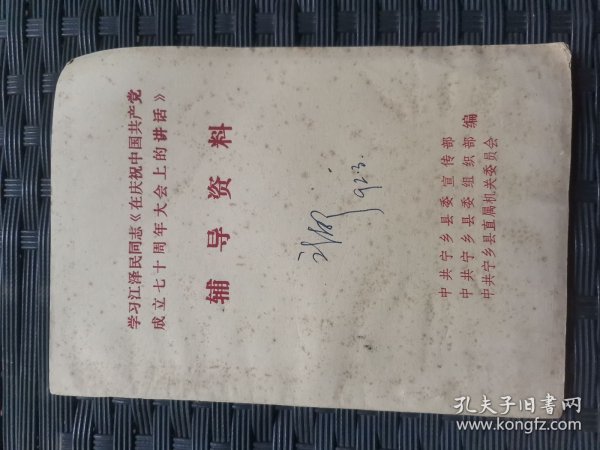 学习江泽民同志《在庆祝中国共产党
成立七十周年大会上的讲话》
辅导资料
92.3.
中共宁乡县委宣传部
中共宁乡县委组织部 编
中共宁乡县直属机关委员会
孔夫子旧书网
www.kongfz.com